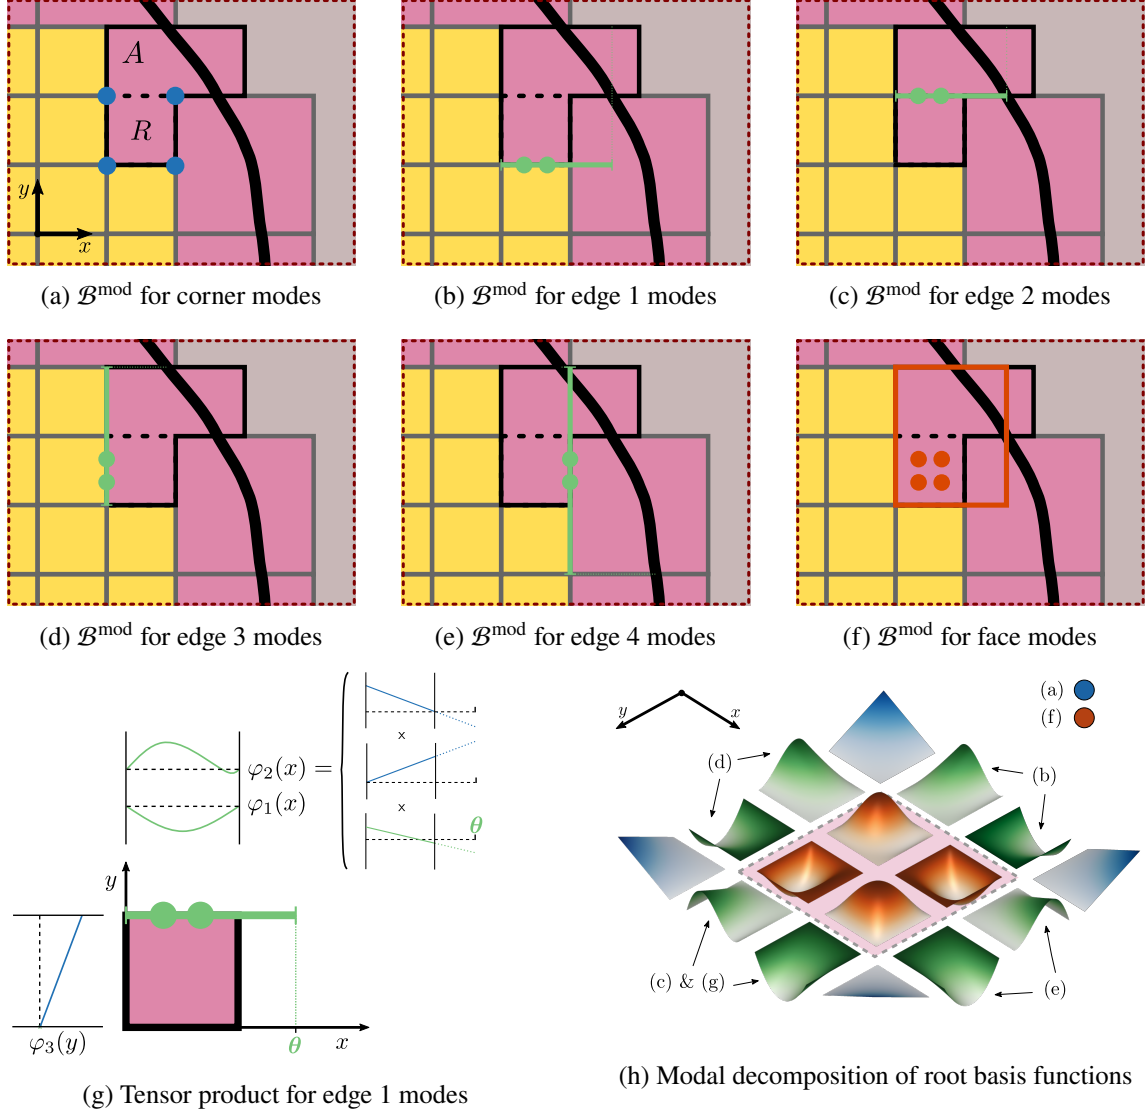 A
R
y
x
(a) ℬ^mod for corner modes
(b) ℬ^mod for edge 1 modes
(c) ℬ^mod for edge 2 modes
(d) ℬ^mod for edge 3 modes
(e) ℬ^mod for edge 4 modes
(f) ℬ^mod for face modes
φ₂(x) =
φ₁(x)
x
x
θ
y
φ₃(y)
θ
x
(g) Tensor product for edge 1 modes
y
x
(a)
(f)
(d)
(b)
(c) & (g)
(e)
(h) Modal decomposition of root basis functions